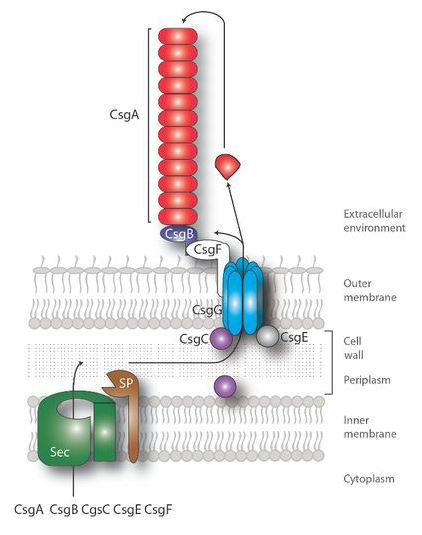 CsgA
CsgB
CsgF
Extracellular
environment
CsgG
Outer
membrane
CsgC
CsgE
Cell
wall
Periplasm
SP
Sec
Inner
membrane
Cytoplasm
CsgA CsgB CgsC CsgE CsgF